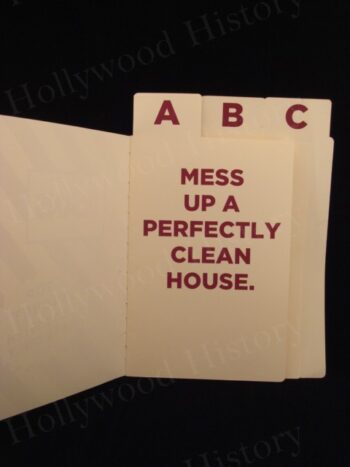 Hollywood History
A B C
MESS
UP A
PERFECTLY
CLEAN
HOUSE.
Hollywood History
Hollywood History
Hollywood History